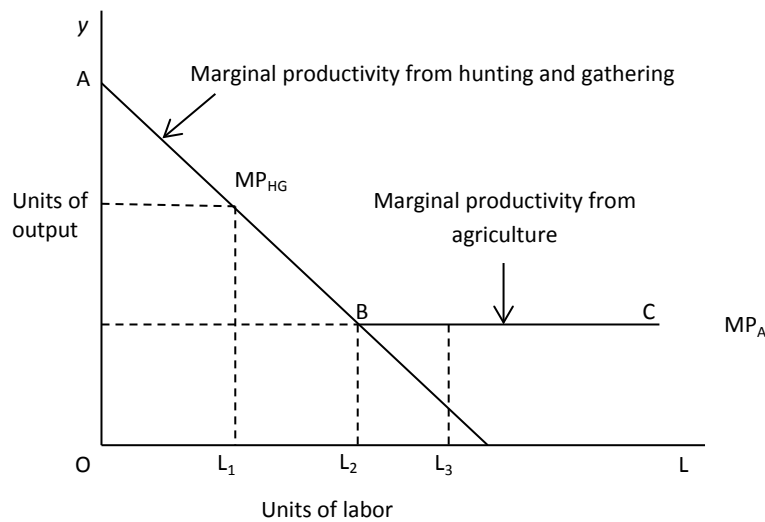 y
A
Marginal productivity from hunting and gathering
MP_HG
Units of
output
Marginal productivity from
agriculture
B
C
MP_A
O
L_1
L_2
L_3
L
Units of labor